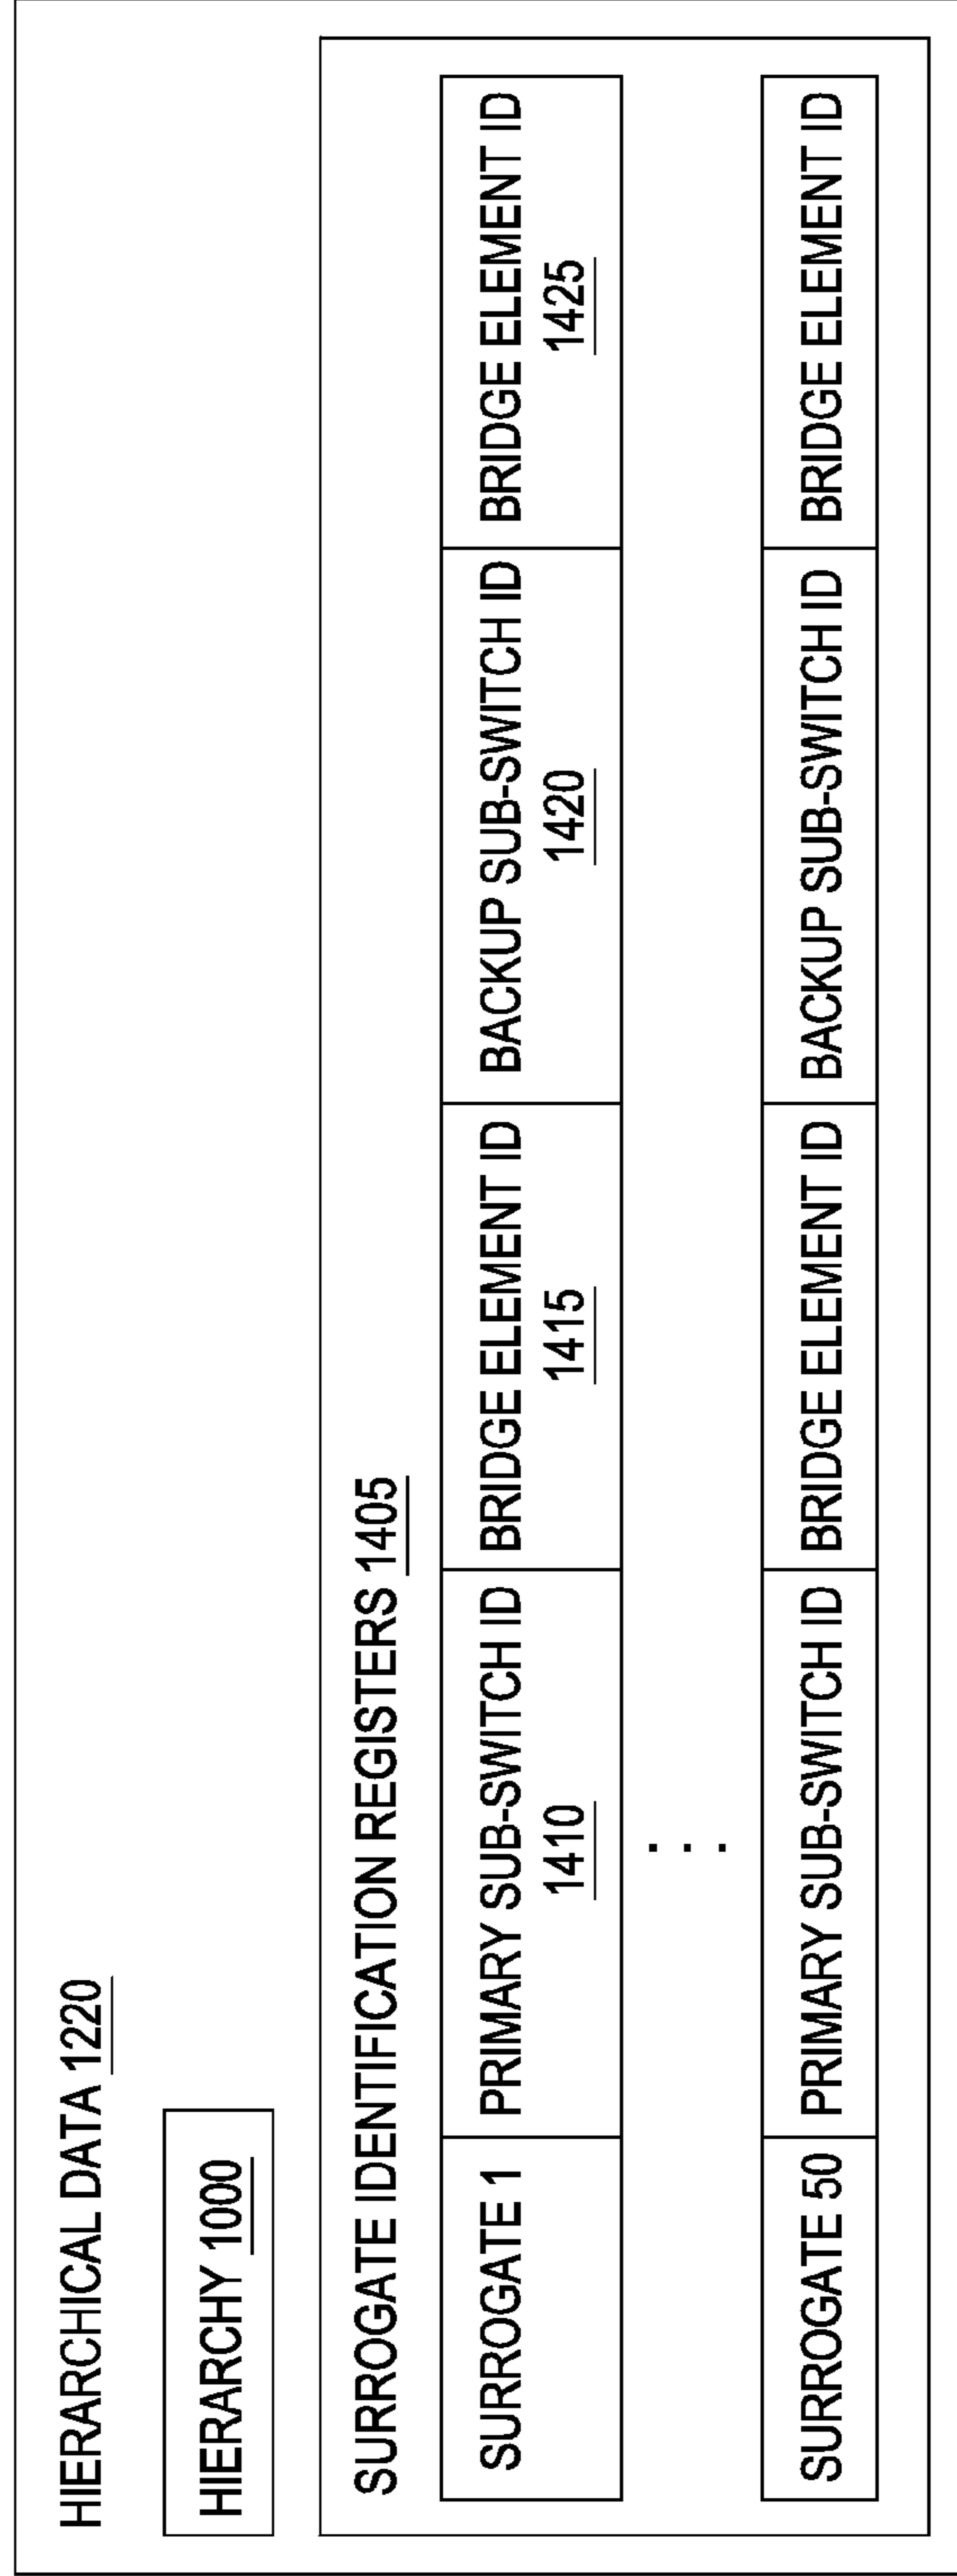 HIERARCHICAL DATA 1220
HIERARCHY 1000
SURROGATE IDENTIFICATION REGISTERS 1405
SURROGATE 1
PRIMARY SUB-SWITCH ID
1410
BRIDGE ELEMENT ID
1415
BACKUP SUB-SWITCH ID
1420
BRIDGE ELEMENT ID
1425
. . .
SURROGATE 50
PRIMARY SUB-SWITCH ID
BRIDGE ELEMENT ID
BACKUP SUB-SWITCH ID
BRIDGE ELEMENT ID